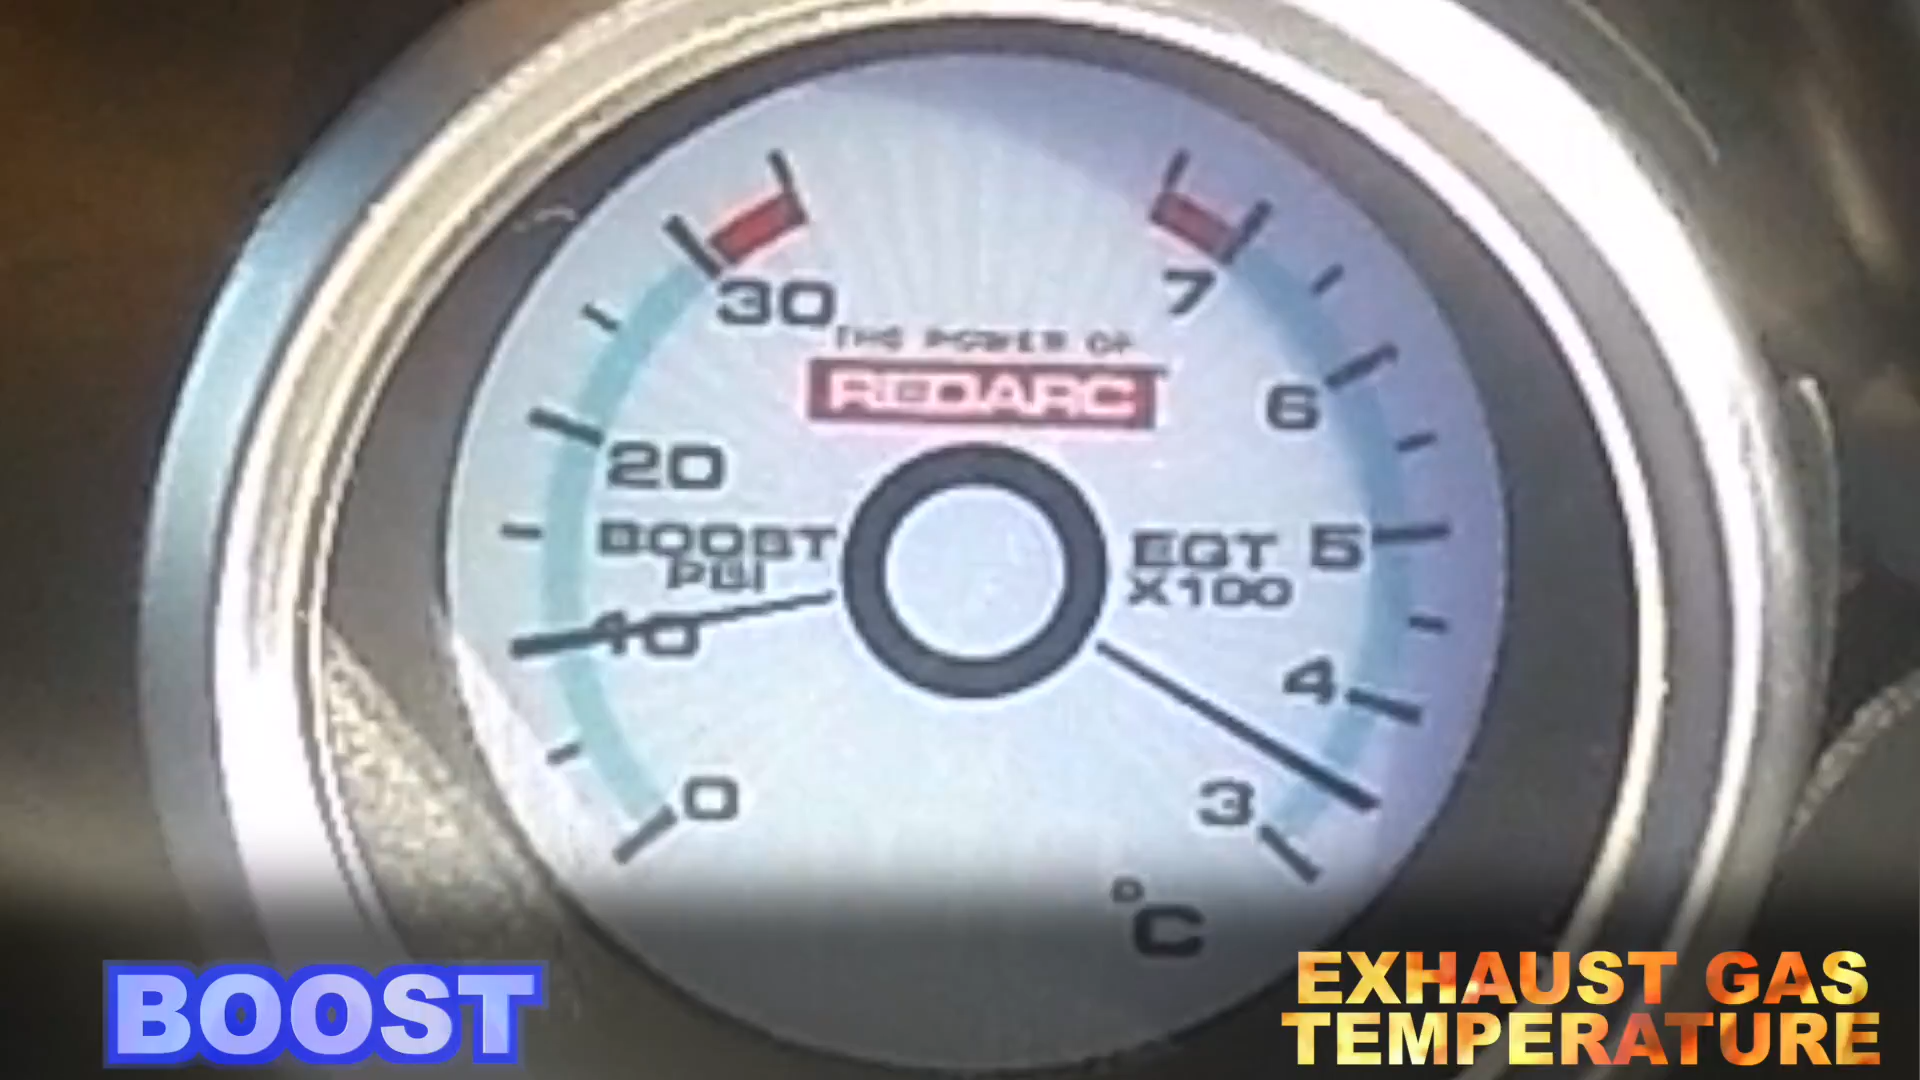 30
7
THE POWER OF
REDARC
6
20
BOOST
PSI
EGT
X100
5
10
4
0
3
°C
BOOST
EXHAUST GAS
TEMPERATURE